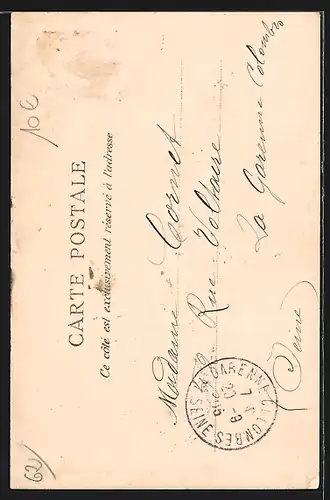 CARTE POSTALE
Ce côté est exclusivement réservé à l'adresse
Madame Cornet
Rue Voltaire
La Garenne Colombes
Seine
LA GARENNE-COLOMBES SEINE
10€
62